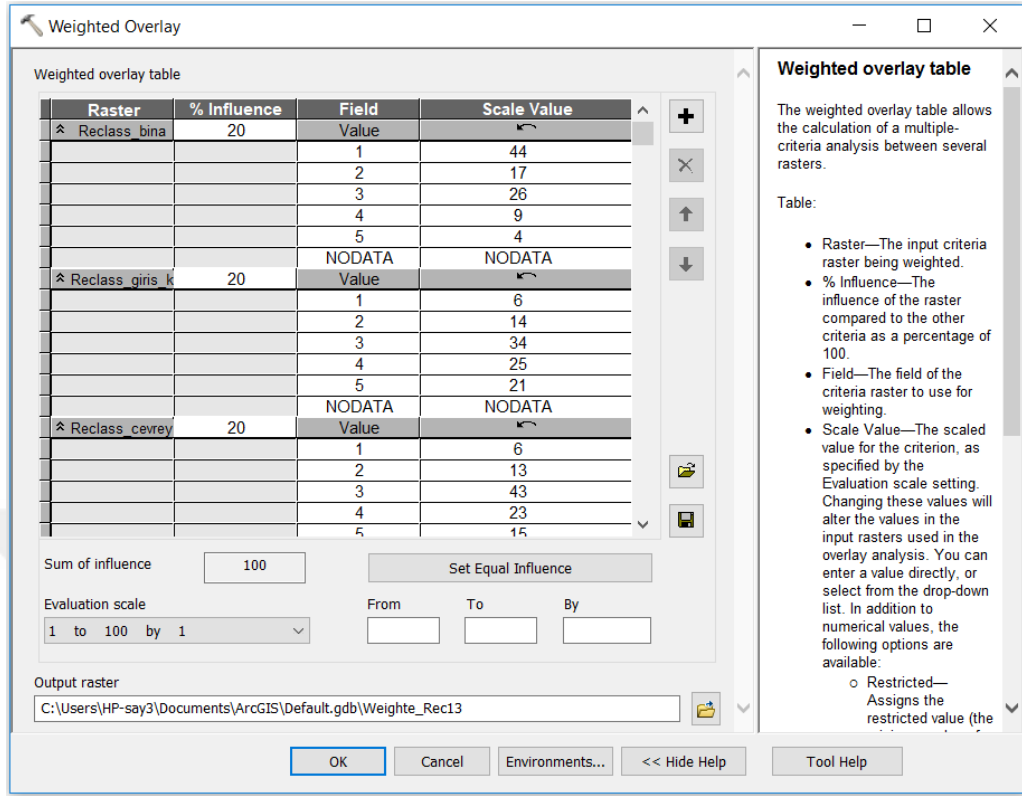 Weighted Overlay
Weighted overlay table
Raster % Influence Field Scale Value
Reclass_bina 20 Value
1 44
2 17
3 26
4 9
5 4
NODATA NODATA
Reclass_giris_k 20 Value
1 6
2 14
3 34
4 25
5 21
NODATA NODATA
Reclass_cevrey 20 Value
1 6
2 13
3 43
4 23
5 15
Sum of influence 100 Set Equal Influence
Evaluation scale From To By
1 to 100 by 1
Output raster
C:\Users\HP-say3\Documents\ArcGIS\Default.gdb\Weighte_Rec13
OK Cancel Environments... << Hide Help Tool Help
Weighted overlay table
The weighted overlay table allows
the calculation of a multiple-
criteria analysis between several
rasters.
Table:
• Raster—The input criteria
raster being weighted.
• % Influence—The
influence of the raster
compared to the other
criteria as a percentage of
100.
• Field—The field of the
criteria raster to use for
weighting.
• Scale Value—The scaled
value for the criterion, as
specified by the
Evaluation scale setting.
Changing these values will
alter the values in the
input rasters used in the
overlay analysis. You can
enter a value directly, or
select from the drop-down
list. In addition to
numerical values, the
following options are
available:
○ Restricted—
Assigns the
restricted value (the